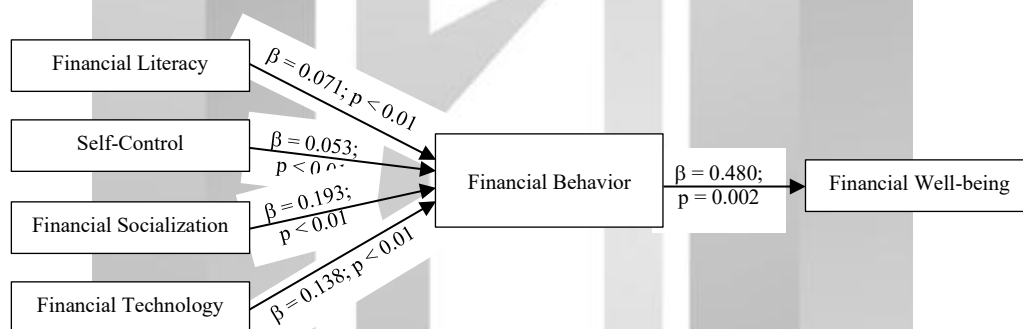 Financial Literacy
β = 0.071; p < 0.01
Self-Control
β = 0.053;
p <
Financial Behavior
β = 0.480;
p = 0.002
Financial Well-being
Financial Socialization
β = 0.193;
p < 0.01
Financial Technology
β = 0.138; p < 0.01